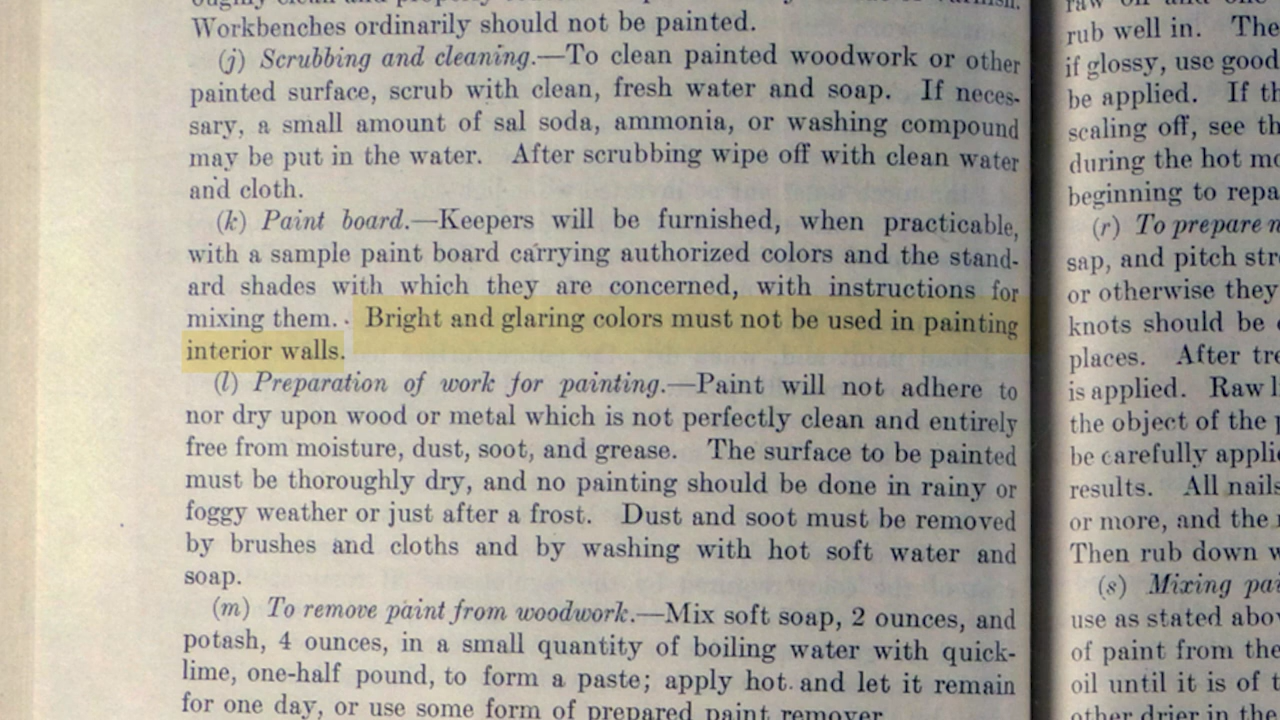 Workbenches ordinarily should not be painted.
(j) Scrubbing and cleaning.—To clean painted woodwork or other
painted surface, scrub with clean, fresh water and soap. If neces-
sary, a small amount of sal soda, ammonia, or washing compound
may be put in the water. After scrubbing wipe off with clean water
and cloth.
(k) Paint board.—Keepers will be furnished, when practicable,
with a sample paint board carrying authorized colors and the stand-
ard shades with which they are concerned, with instructions for
mixing them. Bright and glaring colors must not be used in painting
interior walls.
(l) Preparation of work for painting.—Paint will not adhere to
nor dry upon wood or metal which is not perfectly clean and entirely
free from moisture, dust, soot, and grease. The surface to be painted
must be thoroughly dry, and no painting should be done in rainy or
foggy weather or just after a frost. Dust and soot must be removed
by brushes and cloths and by washing with hot soft water and
soap.
(m) To remove paint from woodwork.—Mix soft soap, 2 ounces, and
potash, 4 ounces, in a small quantity of boiling water with quick-
lime, one-half pound, to form a paste; apply hot and let it remain
for one day, or use some form of prepared paint remover.
rub well in. The
if glossy, use good
be applied. If
scaling off, see
during the hot
beginning to
(r) To prepare
sap, and pitch
or otherwise they
knots should be
places. After
is applied. Raw
the object of the
be carefully
results. All nails
or more, and the
Then rub down
(s) Mixing
use as stated
of paint from the
oil until it is of
other drier in the